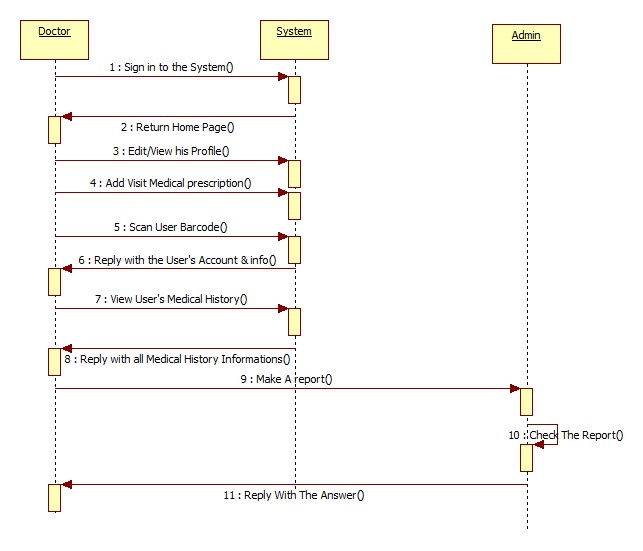 Doctor
System
Admin
1 : Sign in to the System()
2 : Return Home Page()
3 : Edit/View his Profile()
4 : Add Visit Medical prescription()
5 : Scan User Barcode()
6 : Reply with the User's Account & info()
7 : View User's Medical History()
8 : Reply with all Medical History Informations()
9 : Make A report()
10 : Check The Report()
11 : Reply With The Answer()